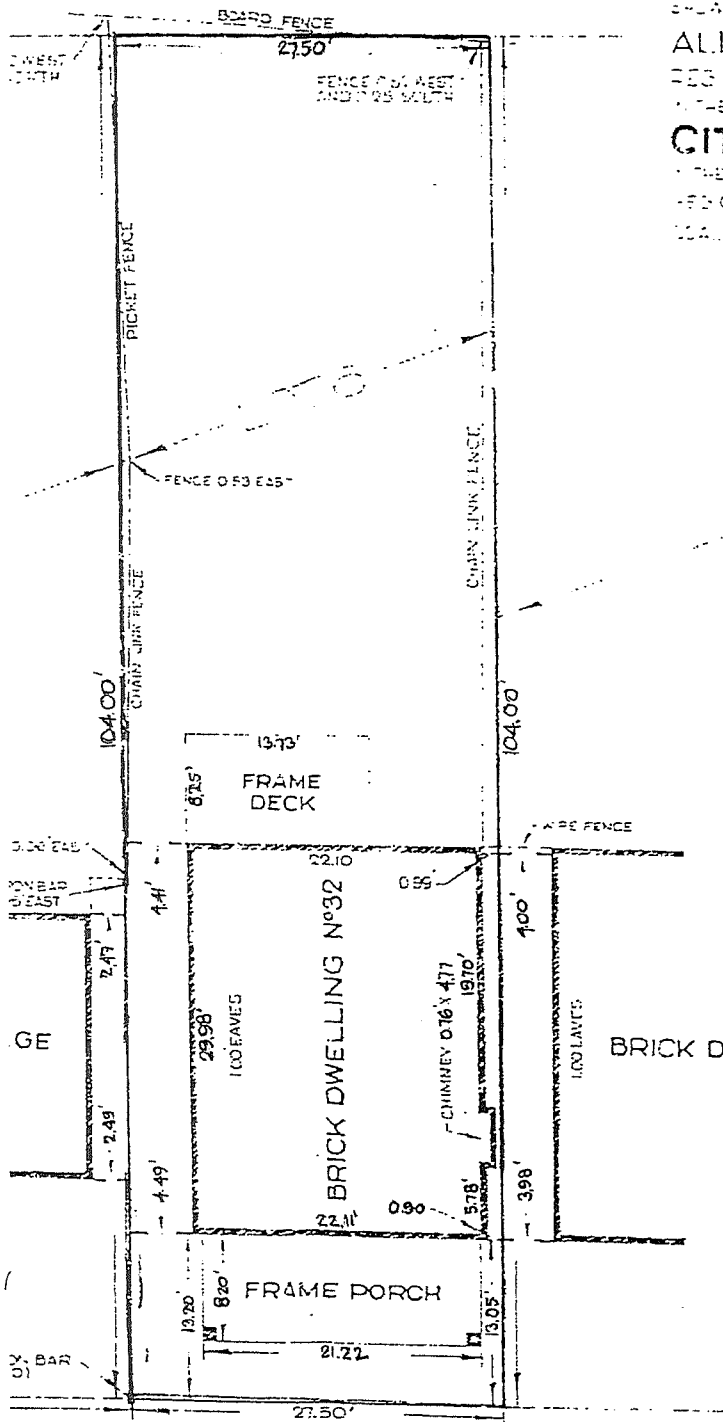 BOARD FENCE
27.50'
ALI
CIT
PICKET FENCE
FENCE 0.53 EAST
CHAIN LINK FENCE
CHAIN LINK FENCE
104.00'
104.00'
13.73'
8.25'
FRAME
DECK
WIRE FENCE
22.10
0.99'
4.41'
4.00'
2.47'
BRICK DWELLING Nº32
19.70'
CHIMNEY 0.76' X 4.77
29.98'
1.00 EAVES
1.00 EAVES
GE
BRICK D
2.49'
4.49'
5.78'
3.98'
0.90
22.11'
FRAME PORCH
13.20'
8.20'
13.05'
21.22
BAR
27.50'